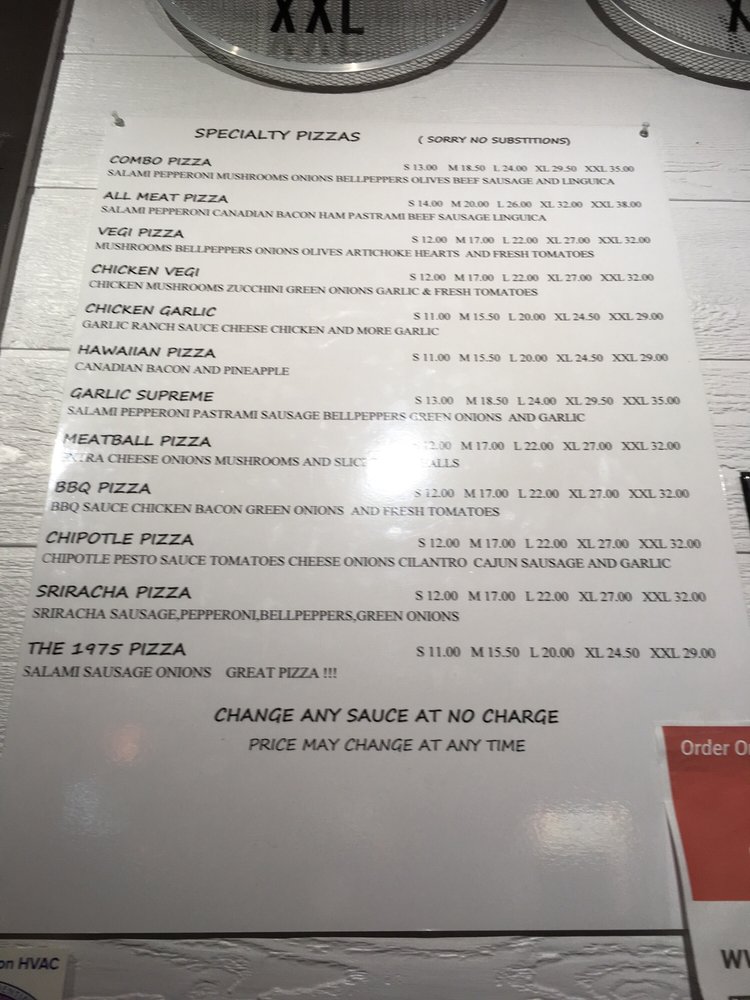 XXL
SPECIALTY PIZZAS ( SORRY NO SUBSTITIONS)
COMBO PIZZA S 13.00 M 18.50 L 24.00 XL 29.50 XXL 35.00
SALAMI PEPPERONI MUSHROOMS ONIONS BELLPEPPERS OLIVES BEEF SAUSAGE AND LINGUICA
ALL MEAT PIZZA S 14.00 M 20.00 L 26.00 XL 32.00 XXL 38.00
SALAMI PEPPERONI CANADIAN BACON HAM PASTRAMI BEEF SAUSAGE LINGUICA
VEGI PIZZA S 12.00 M 17.00 L 22.00 XL 27.00 XXL 32.00
MUSHROOMS BELLPEPPERS ONIONS OLIVES ARTICHOKE HEARTS AND FRESH TOMATOES
CHICKEN VEGI S 12.00 M 17.00 L 22.00 XL 27.00 XXL 32.00
CHICKEN MUSHROOMS ZUCCHINI GREEN ONIONS GARLIC & FRESH TOMATOES
CHICKEN GARLIC S 11.00 M 15.50 L 20.00 XL 24.50 XXL 29.00
GARLIC RANCH SAUCE CHEESE CHICKEN AND MORE GARLIC
HAWAIIAN PIZZA S 11.00 M 15.50 L 20.00 XL 24.50 XXL 29.00
CANADIAN BACON AND PINEAPPLE
GARLIC SUPREME S 13.00 M 18.50 L 24.00 XL 29.50 XXL 35.00
SALAMI PEPPERONI PASTRAMI SAUSAGE BELLPEPPERS GREEN ONIONS AND GARLIC
MEATBALL PIZZA 12.00 M 17.00 L 22.00 XL 27.00 XXL 32.00
EXTRA CHEESE ONIONS MUSHROOMS AND
BBQ PIZZA S 12.00 M 17.00 L 22.00 XL 27.00 XXL 32.00
BBQ SAUCE CHICKEN BACON GREEN ONIONS AND FRESH TOMATOES
CHIPOTLE PIZZA S 12.00 M 17.00 L 22.00 XL 27.00 XXL 32.00
CHIPOTLE PESTO SAUCE TOMATOES CHEESE ONIONS CILANTRO CAJUN SAUSAGE AND GARLIC
SRIRACHA PIZZA S 12.00 M 17.00 L 22.00 XL 27.00 XXL 32.00
SRIRACHA SAUSAGE,PEPPERONI,BELLPEPPERS,GREEN ONIONS
THE 1975 PIZZA S 11.00 M 15.50 L 20.00 XL 24.50 XXL 29.00
SALAMI SAUSAGE ONIONS GREAT PIZZA !!!
CHANGE ANY SAUCE AT NO CHARGE
PRICE MAY CHANGE AT ANY TIME
Order
on HVAC